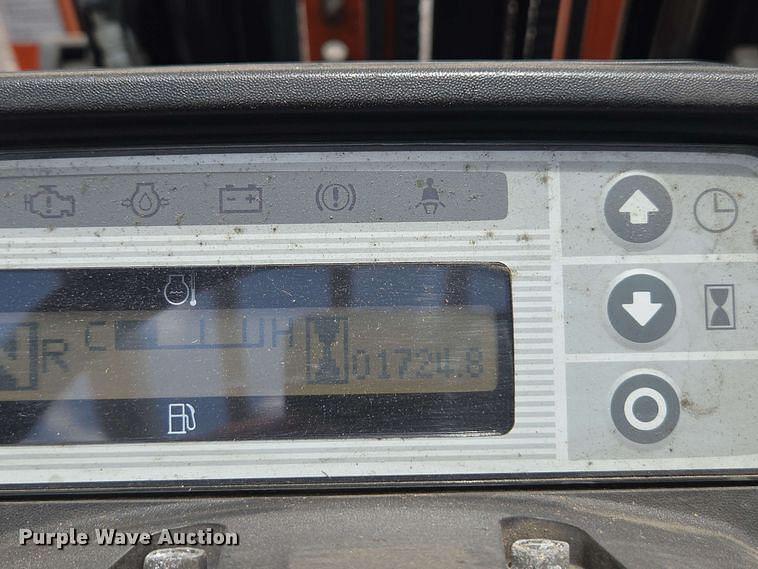 R C H 01724.8
Purple Wave Auction